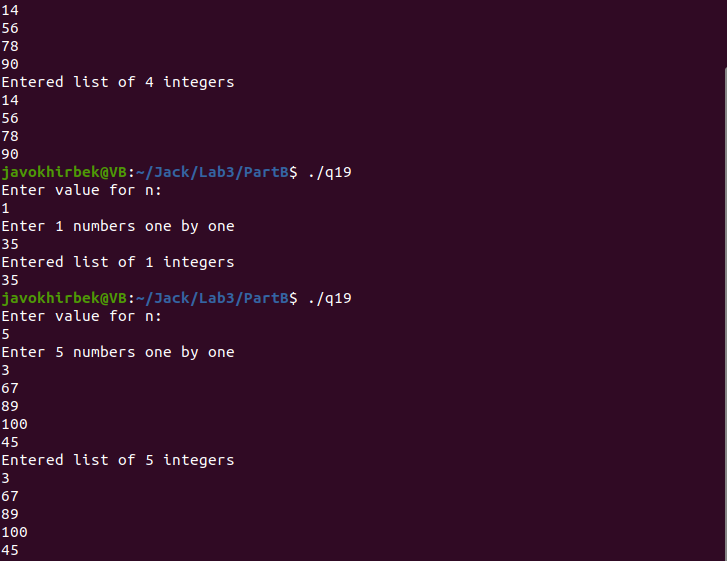 14
56
78
90
Entered list of 4 integers
14
56
78
90
javokhirbek@VB:~/Jack/Lab3/PartB$ ./q19
Enter value for n:
1
Enter 1 numbers one by one
35
Entered list of 1 integers
35
javokhirbek@VB:~/Jack/Lab3/PartB$ ./q19
Enter value for n:
5
Enter 5 numbers one by one
3
67
89
100
45
Entered list of 5 integers
3
67
89
100
45